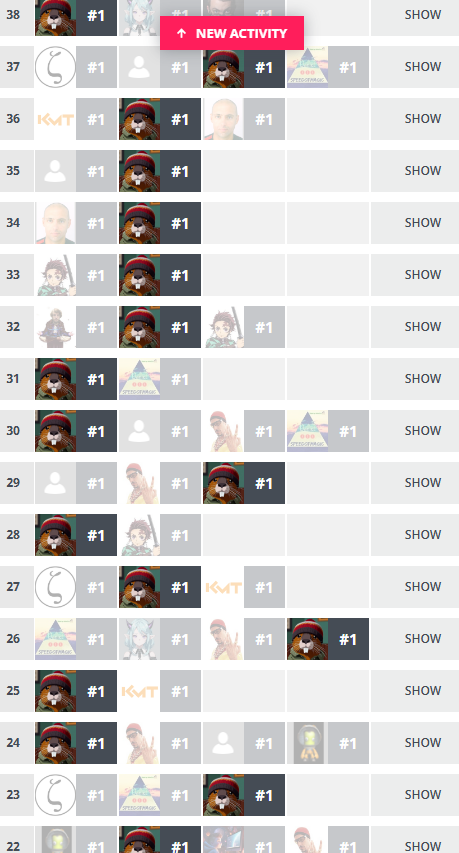 38 #1 SHOW
↑ NEW ACTIVITY
37 ζ #1 #1 #1 #1 SHOW
36 KMT #1 #1 #1 SHOW
35 #1 #1 SHOW
34 #1 #1 SHOW
33 #1 #1 SHOW
32 #1 #1 #1 SHOW
31 #1 #1 SHOW
30 #1 #1 #1 #1 SHOW
29 #1 #1 #1 SHOW
28 #1 #1 SHOW
27 ζ #1 #1 KMT #1 SHOW
26 #1 #1 #1 #1 SHOW
25 #1 KMT #1 SHOW
24 #1 #1 #1 #1 SHOW
23 ζ #1 #1 #1 SHOW
22 #1 #1 #1 #1 SHOW